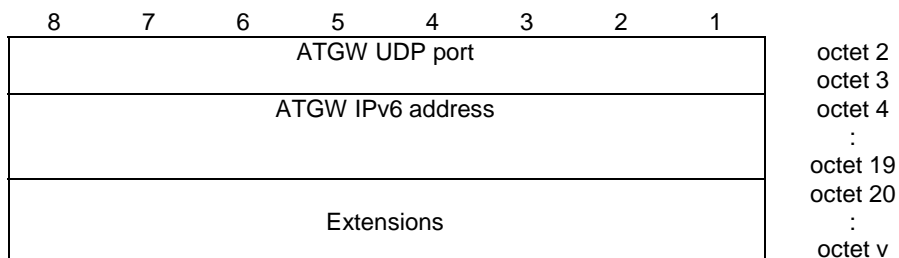 8 7 6 5 4 3 2 1
ATGW UDP port octet 2
octet 3
ATGW IPv6 address octet 4
:
octet 19
octet 20
Extensions :
octet v